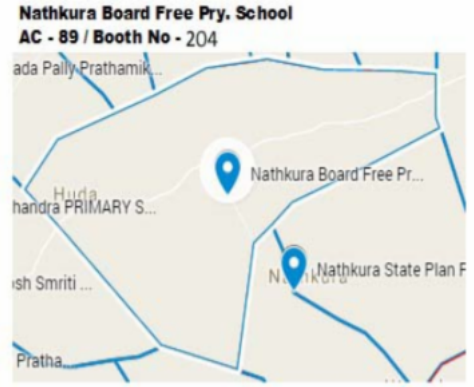 Nathkura Board Free Pry. School
AC - 89 / Booth No - 204
ada Pally Prathamik...
Nathkura Board Free Pr...
Huda
handra PRIMARY S...
Nathkura State Plan P
sh Smriti ...
Pratha...